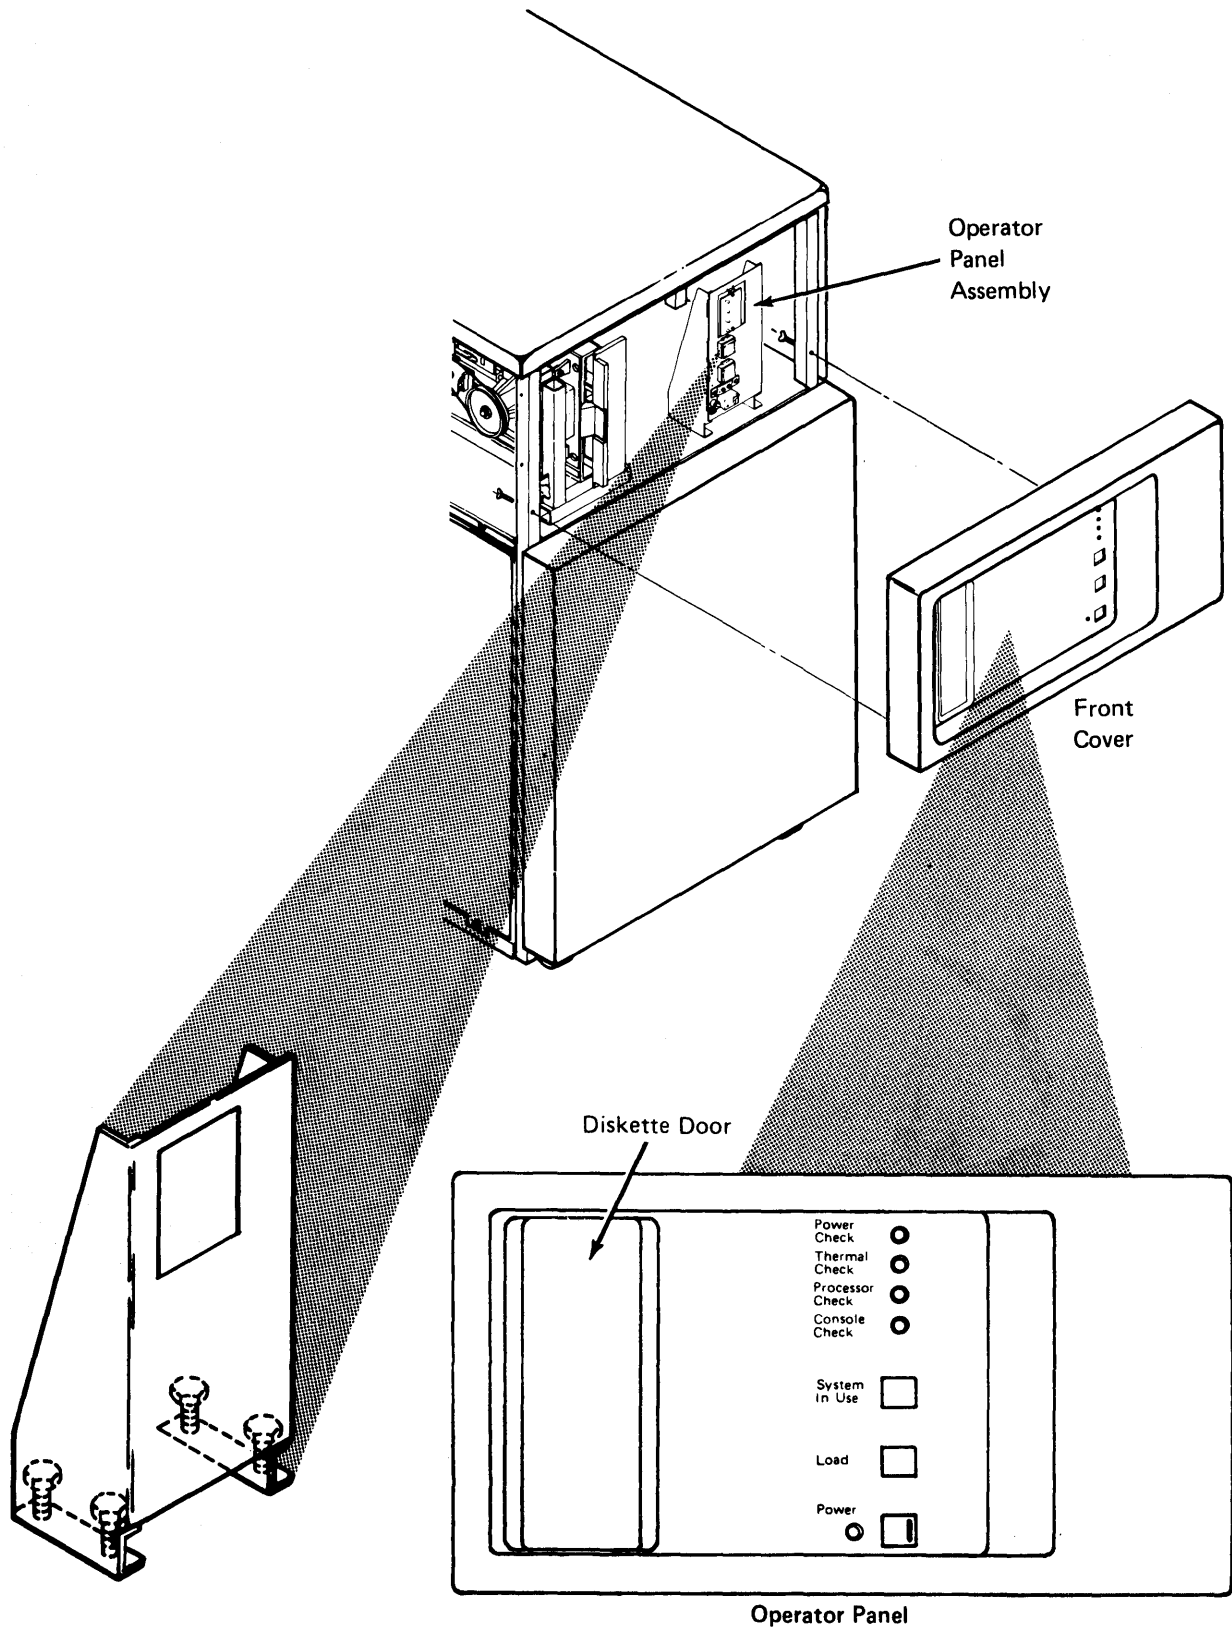 Operator
Panel
Assembly
Front
Cover
Diskette Door
Power
Check
Thermal
Check
Processor
Check
Console
Check
System
In Use
Load
Power
Operator Panel